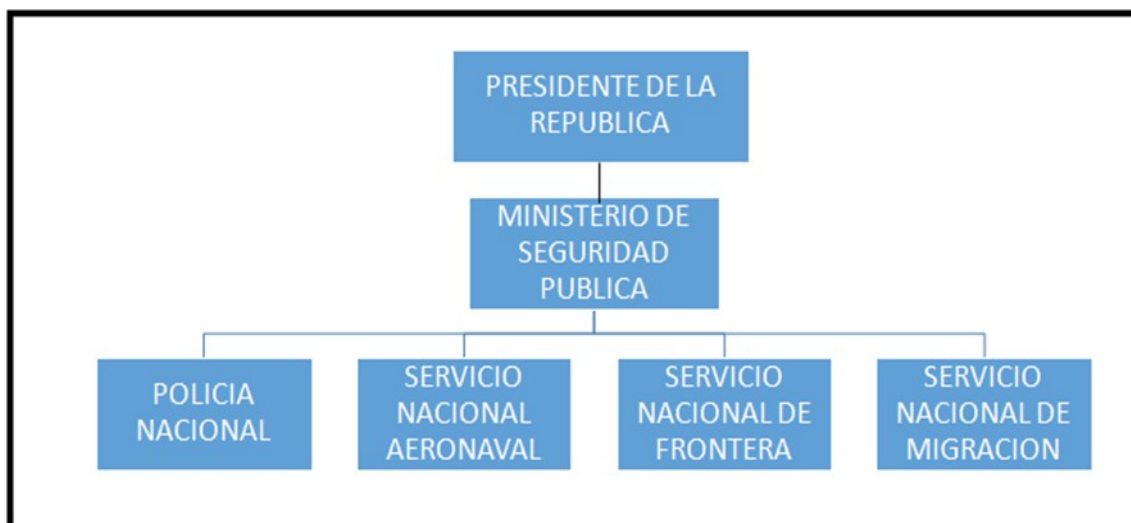 PRESIDENTE DE LA
REPUBLICA
MINISTERIO DE
SEGURIDAD
PUBLICA
POLICIA
NACIONAL
SERVICIO
NACIONAL
AERONAVAL
SERVICIO
NACIONAL DE
FRONTERA
SERVICIO
NACIONAL DE
MIGRACION